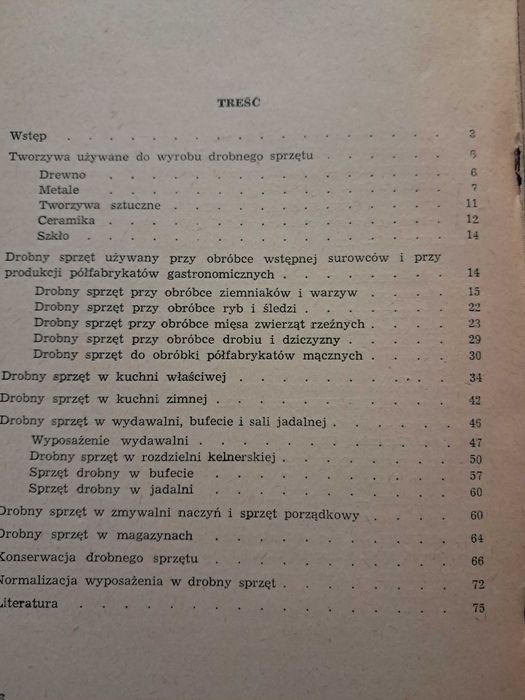 TREŚĆ
Wstęp . . . . . . . . . . . . . . . . 3
Tworzywa używane do wyrobu drobnego sprzętu . . . . . . 6
Drewno . . . . . . . . . . . . . . 6
Metale . . . . . . . . . . . . . . 7
Tworzywa sztuczne . . . . . . . . . . . 11
Ceramika . . . . . . . . . . . . . . 12
Szkło . . . . . . . . . . . . . . . 14
Drobny sprzęt używany przy obróbce wstępnej surowców i przy
produkcji półfabrykatów gastronomicznych . . . . . . . . 14
Drobny sprzęt przy obróbce ziemniaków i warzyw . . . . 15
Drobny sprzęt przy obróbce ryb i śledzi . . . . . . 22
Drobny sprzęt przy obróbce mięsa zwierząt rzeźnych . . . . 23
Drobny sprzęt przy obróbce drobiu i dziczyzny . . . . . 29
Drobny sprzęt do obróbki półfabrykatów mącznych . . . . 30
Drobny sprzęt w kuchni właściwej . . . . . . . . . . 34
Drobny sprzęt w kuchni zimnej . . . . . . . . . . 42
Drobny sprzęt w wydawalni, bufecie i sali jadalnej . . . . . . 46
Wyposażenie wydawalni . . . . . . . . . . . 47
Drobny sprzęt w rozdzielni kelnerskiej . . . . . . . 50
Sprzęt drobny w bufecie . . . . . . . . . . 57
Sprzęt drobny w jadalni . . . . . . . . . . 60
Drobny sprzęt w zmywalni naczyń i sprzęt porządkowy . . . . 60
Drobny sprzęt w magazynach . . . . . . . . . . . 64
Konserwacja drobnego sprzętu . . . . . . . . . . . 66
Normalizacja wyposażenia w drobny sprzęt . . . . . . . . 72
Literatura . . . . . . . . . . . . . . . 75